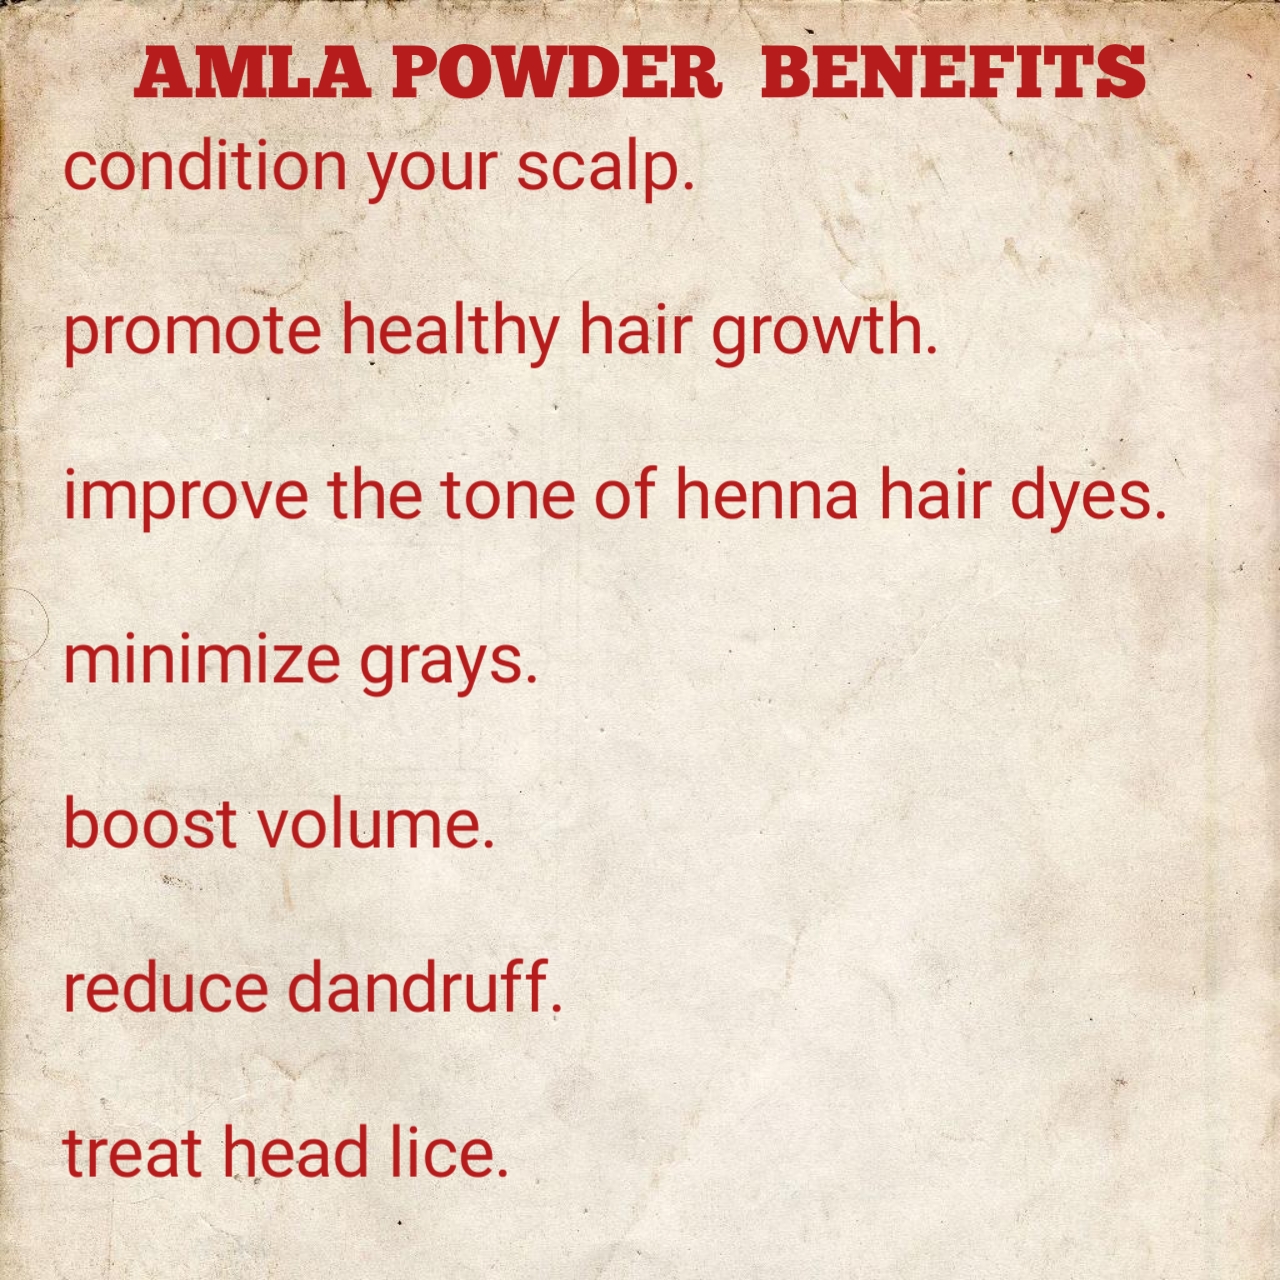 AMLA POWDER BENEFITS
condition your scalp.
promote healthy hair growth.
improve the tone of henna hair dyes.
minimize grays.
boost volume.
reduce dandruff.
treat head lice.